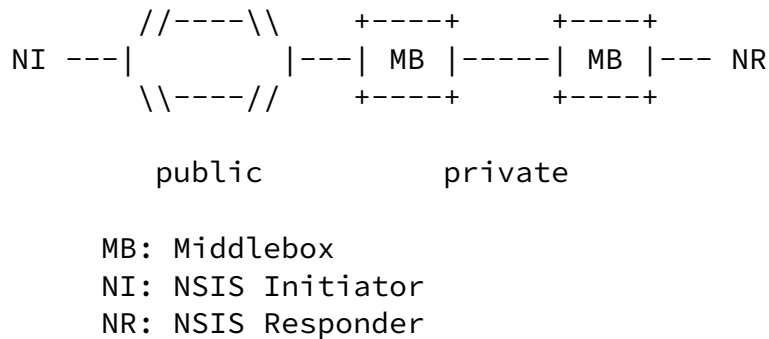 //----\\     +----+     +----+
NI ---|        |---| MB |-----| MB |--- NR
        \\----//     +----+     +----+
public private
MB: Middlebox
NI: NSIS Initiator
NR: NSIS Responder